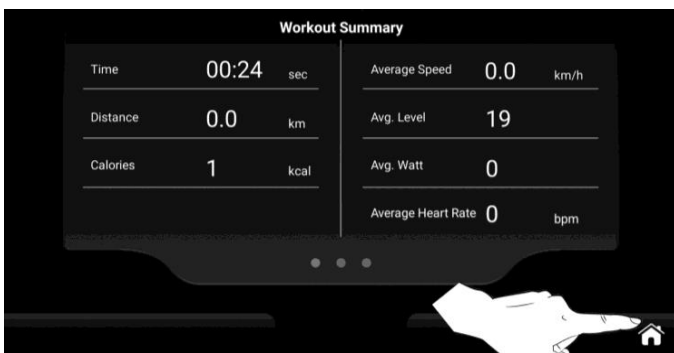 Workout Summary
Time 00:24 sec
Distance 0.0 km
Calories 1 kcal
Average Speed 0.0 km/h
Avg. Level 19
Avg. Watt 0
Average Heart Rate 0 bpm